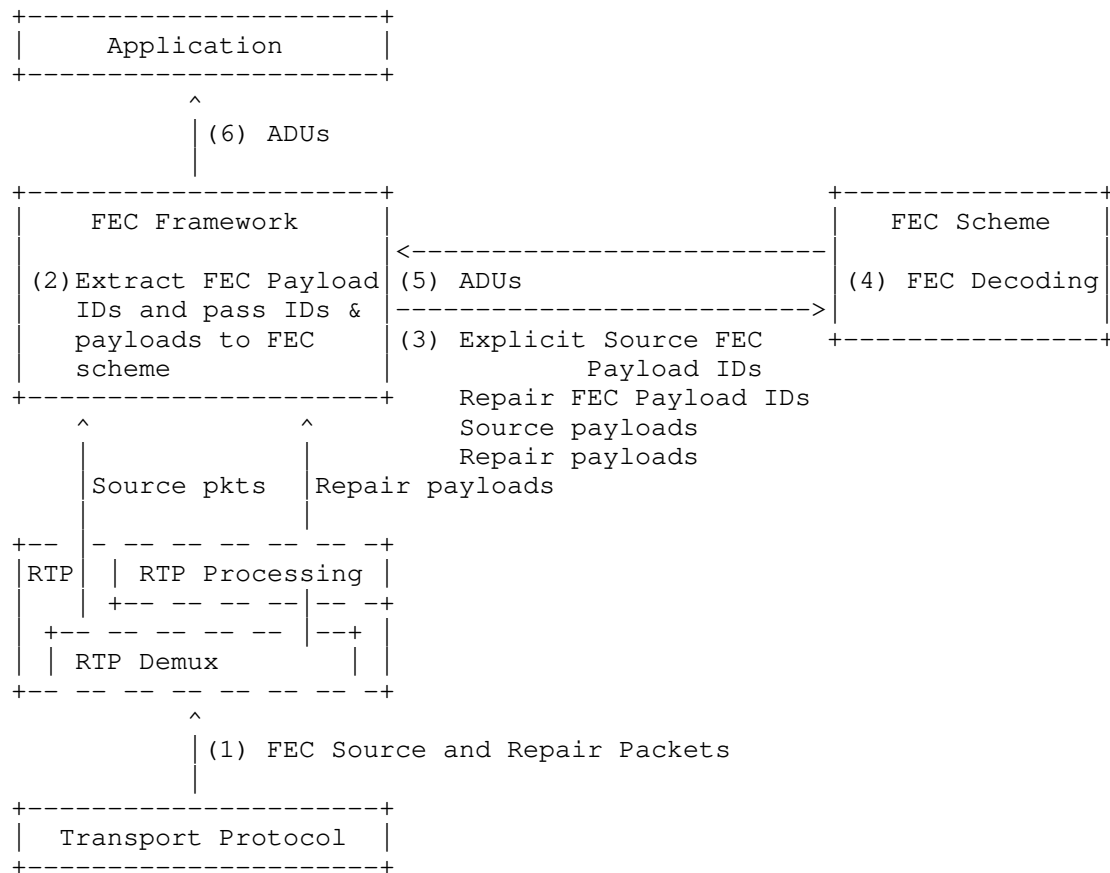 Application
(6) ADUs
FEC Framework FEC Scheme
(2)Extract FEC Payload (5) ADUs (4) FEC Decoding
IDs and pass IDs &
payloads to FEC (3) Explicit Source FEC
scheme Payload IDs
Repair FEC Payload IDs
Source payloads
Repair payloads
Source pkts Repair payloads
RTP RTP Processing
RTP Demux
(1) FEC Source and Repair Packets
Transport Protocol